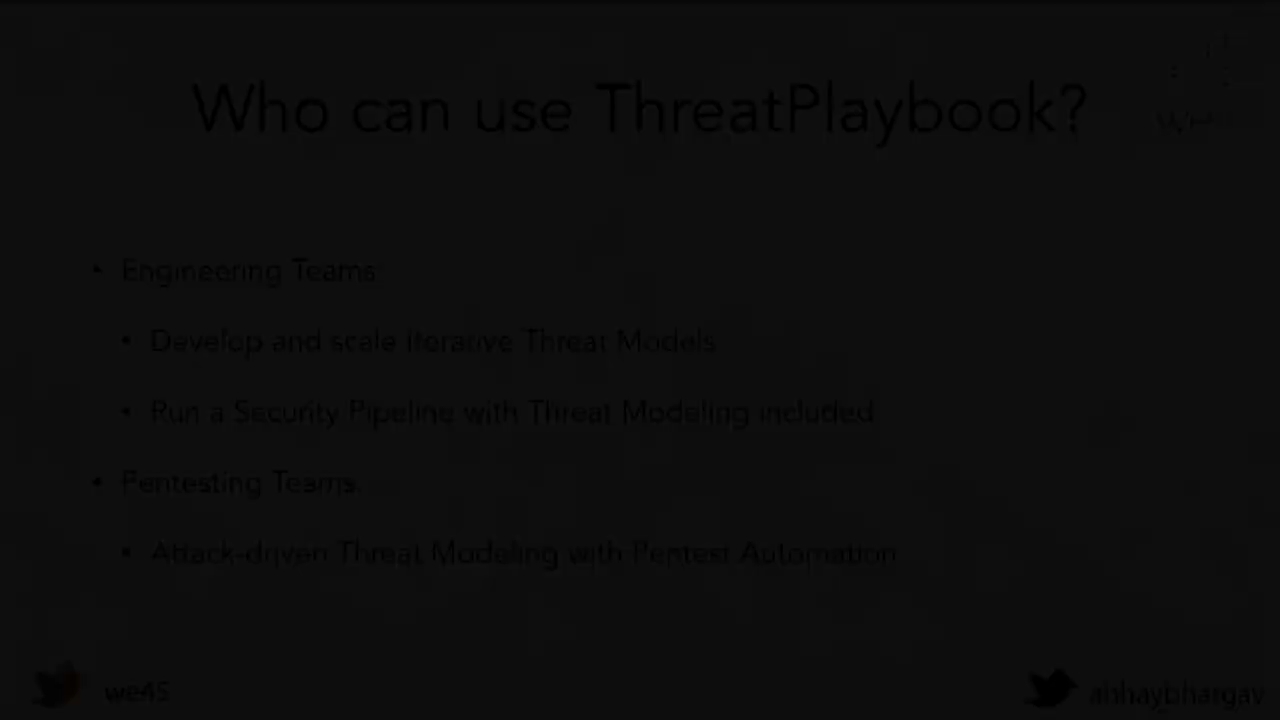 Who can use ThreatPlaybook?
• Engineering Teams
• Develop and scale Iterative Threat Models
• Run a Security Pipeline with Threat Modeling included
• Pentesting Teams
• Attack-driven Threat Modeling with Pentest Automation
we45
abhaybhargav